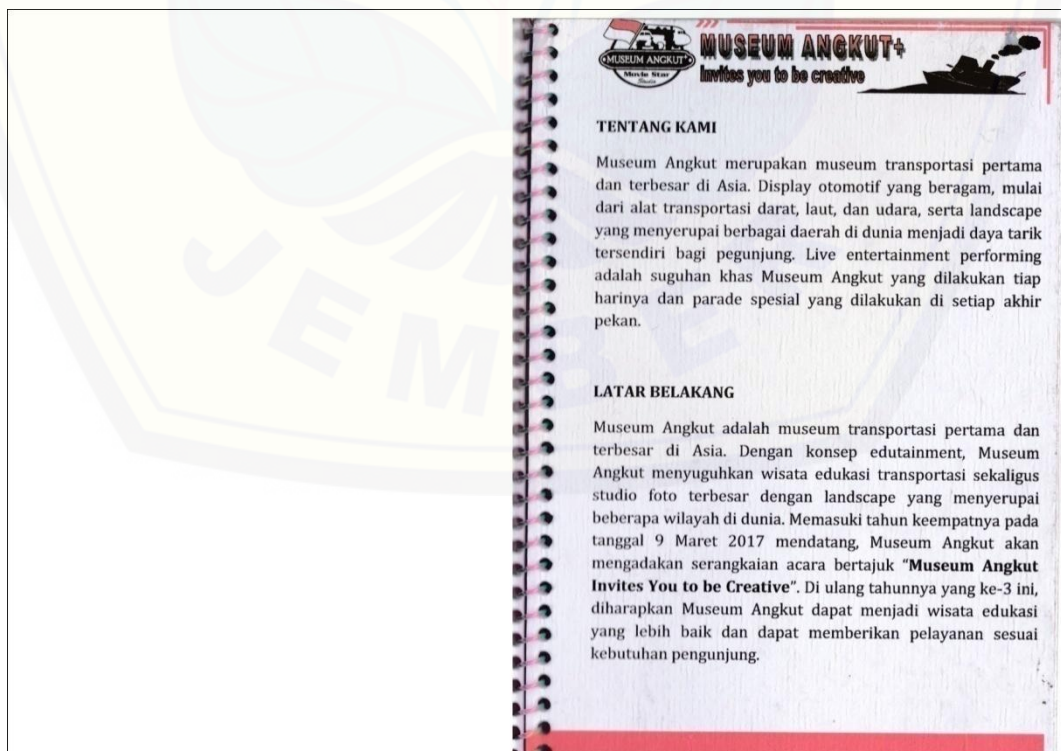 MUSEUM ANGKUT+
Invites you to be creative
MUSEUM ANGKUT+
Movie Star
Studio
TENTANG KAMI
Museum Angkut merupakan museum transportasi pertama
dan terbesar di Asia. Display otomotif yang beragam, mulai
dari alat transportasi darat, laut, dan udara, serta landscape
yang menyerupai berbagai daerah di dunia menjadi daya tarik
tersendiri bagi pegunjung. Live entertainment performing
adalah suguhan khas Museum Angkut yang dilakukan tiap
harinya dan parade spesial yang dilakukan di setiap akhir
pekan.
LATAR BELAKANG
Museum Angkut adalah museum transportasi pertama dan
terbesar di Asia. Dengan konsep edutainment, Museum
Angkut menyuguhkan wisata edukasi transportasi sekaligus
studio foto terbesar dengan landscape yang menyerupai
beberapa wilayah di dunia. Memasuki tahun keempatnya pada
tanggal 9 Maret 2017 mendatang, Museum Angkut akan
mengadakan serangkaian acara bertajuk “Museum Angkut
Invites You to be Creative”. Di ulang tahunnya yang ke-3 ini,
diharapkan Museum Angkut dapat menjadi wisata edukasi
yang lebih baik dan dapat memberikan pelayanan sesuai
kebutuhan pengunjung.
JEMBE